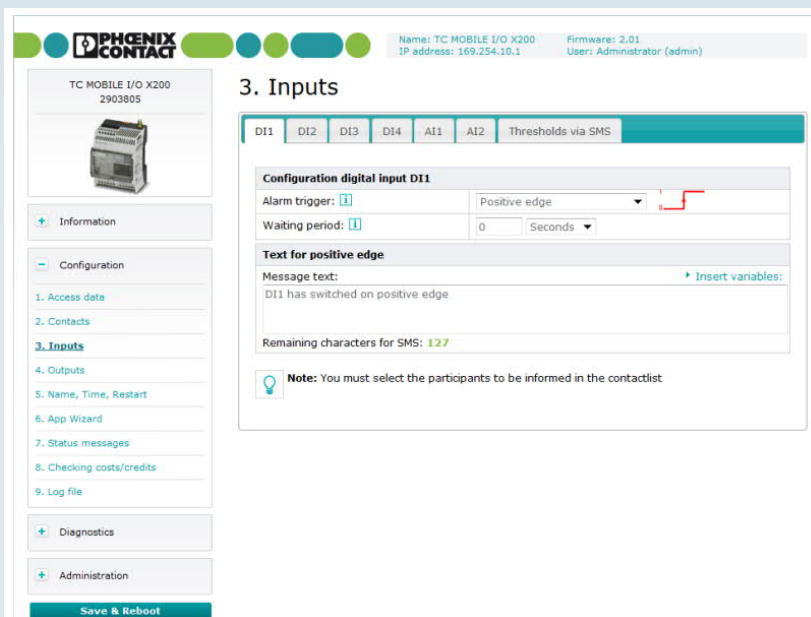 PHŒNIX
CONTACT
Name: TC MOBILE I/O X200
IP address: 169.254.10.1
Firmware: 2.01
User: Administrator (admin)
TC MOBILE I/O X200
2903805
+ Information
− Configuration
1. Access data
2. Contacts
3. Inputs
4. Outputs
5. Name, Time, Restart
6. App Wizard
7. Status messages
8. Checking costs/credits
9. Log file
+ Diagnostics
+ Administration
Save & Reboot
3. Inputs
DI1 DI2 DI3 DI4 AI1 AI2 Thresholds via SMS
Configuration digital input DI1
Alarm trigger: i Positive edge
Waiting period: i 0 Seconds
Text for positive edge
Message text: Insert variables:
DI1 has switched on positive edge
Remaining characters for SMS: 127
Note: You must select the participants to be informed in the contactlist